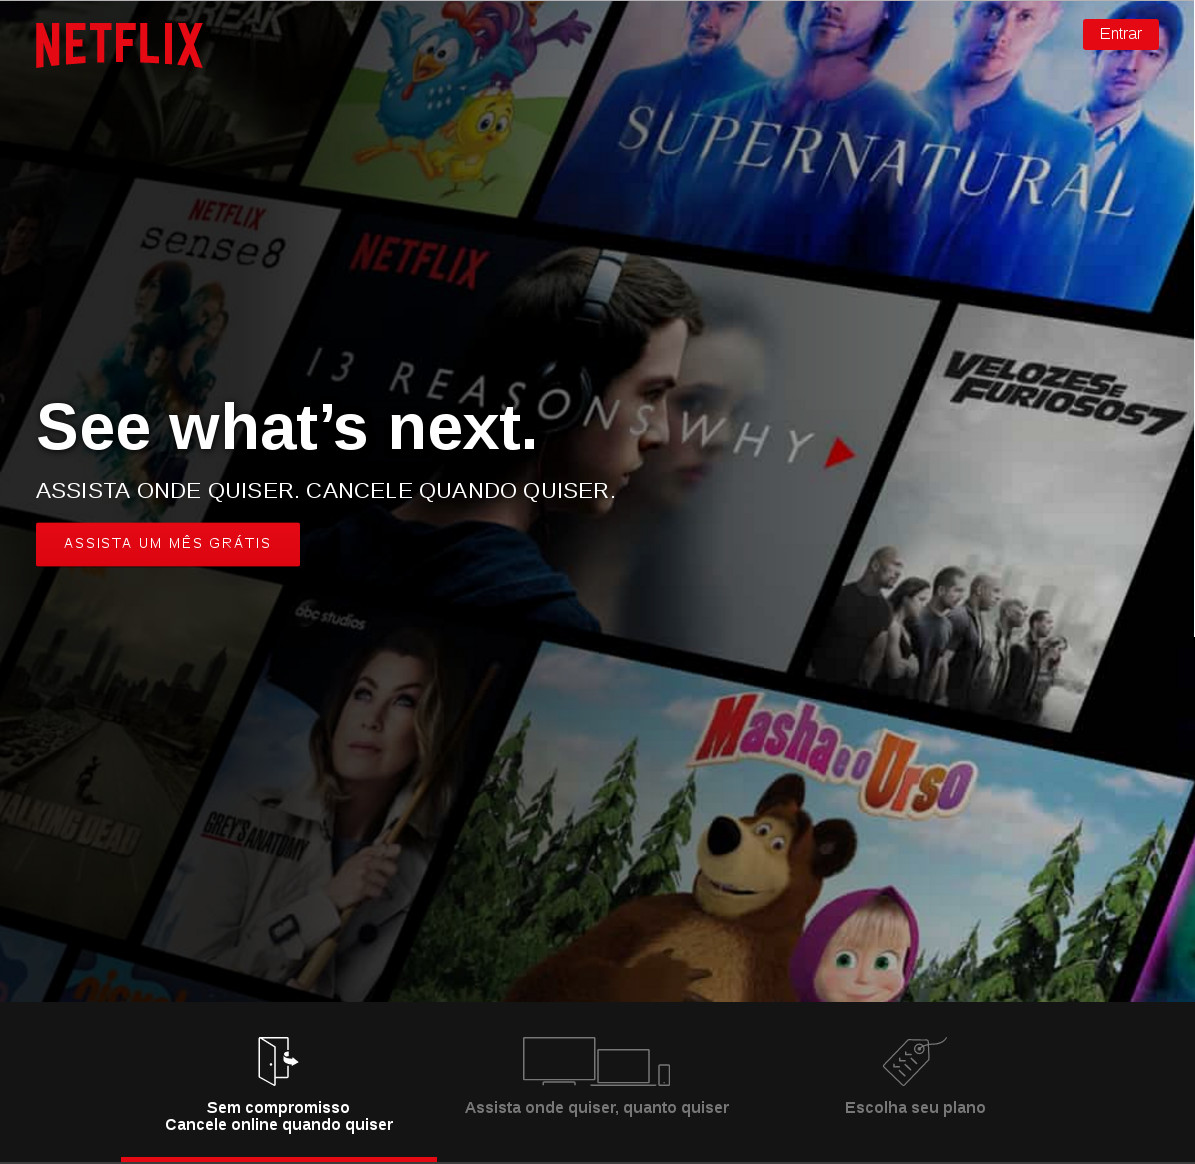 BREAK
NETFLIX
Entrar
SUPERNATURAL
NETFLIX
sense8
NETFLIX
13 REASONS WHY
VELOZES E
FURIOSOS 7
See what’s next.
ASSISTA ONDE QUISER. CANCELE QUANDO QUISER.
ASSISTA UM MÊS GRÁTIS
abc studios
Masha e o Urso
WALKING DEAD
GREY'S ANATOMY
Sem compromisso
Cancele online quando quiser
Assista onde quiser, quanto quiser
Escolha seu plano